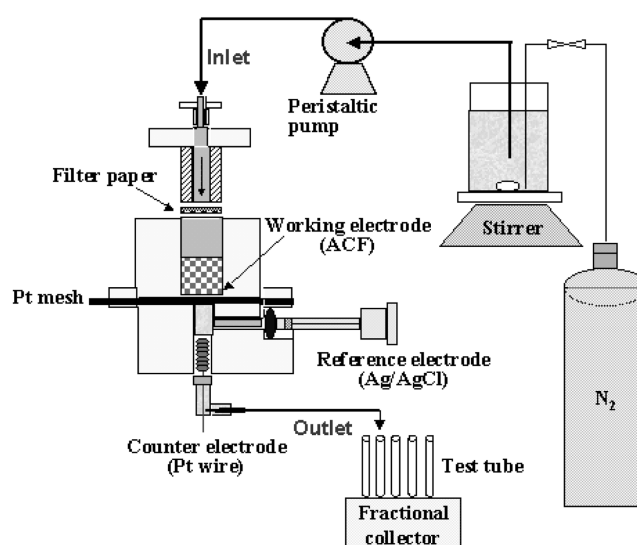 Inlet
Peristaltic
pump
Filter paper
Working electrode
(ACF)
Stirrer
Pt mesh
Reference electrode
(Ag/AgCl)
N2
Outlet
Counter electrode
(Pt wire)
Test tube
Fractional
collector